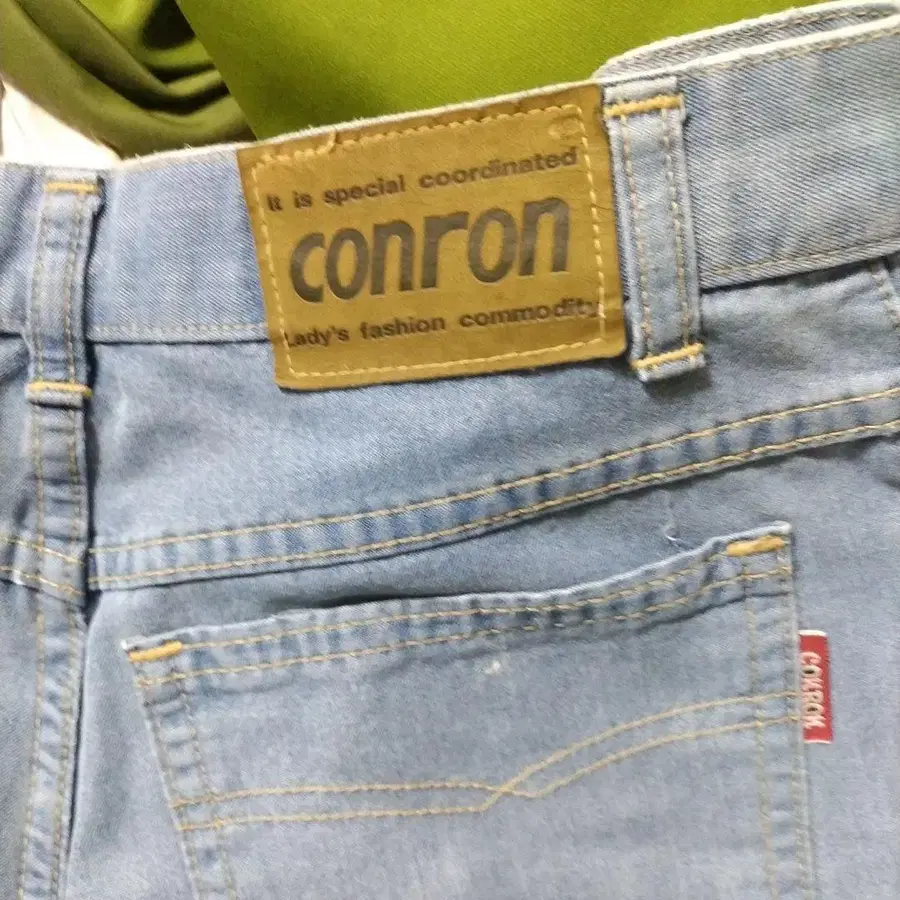 It is special coordinated
conron
Lady's fashion commodity
CONRON